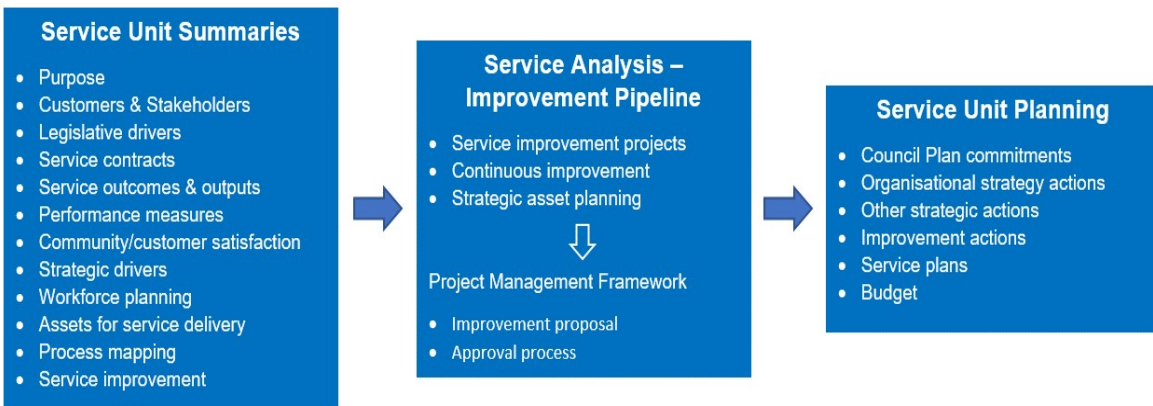 Service Unit Summaries
• Purpose
• Customers & Stakeholders
• Legislative drivers
• Service contracts
• Service outcomes & outputs
• Performance measures
• Community/customer satisfaction
• Strategic drivers
• Workforce planning
• Assets for service delivery
• Process mapping
• Service improvement
Service Analysis –
Improvement Pipeline
• Service improvement projects
• Continuous improvement
• Strategic asset planning
Project Management Framework
• Improvement proposal
• Approval process
Service Unit Planning
• Council Plan commitments
• Organisational strategy actions
• Other strategic actions
• Improvement actions
• Service plans
• Budget